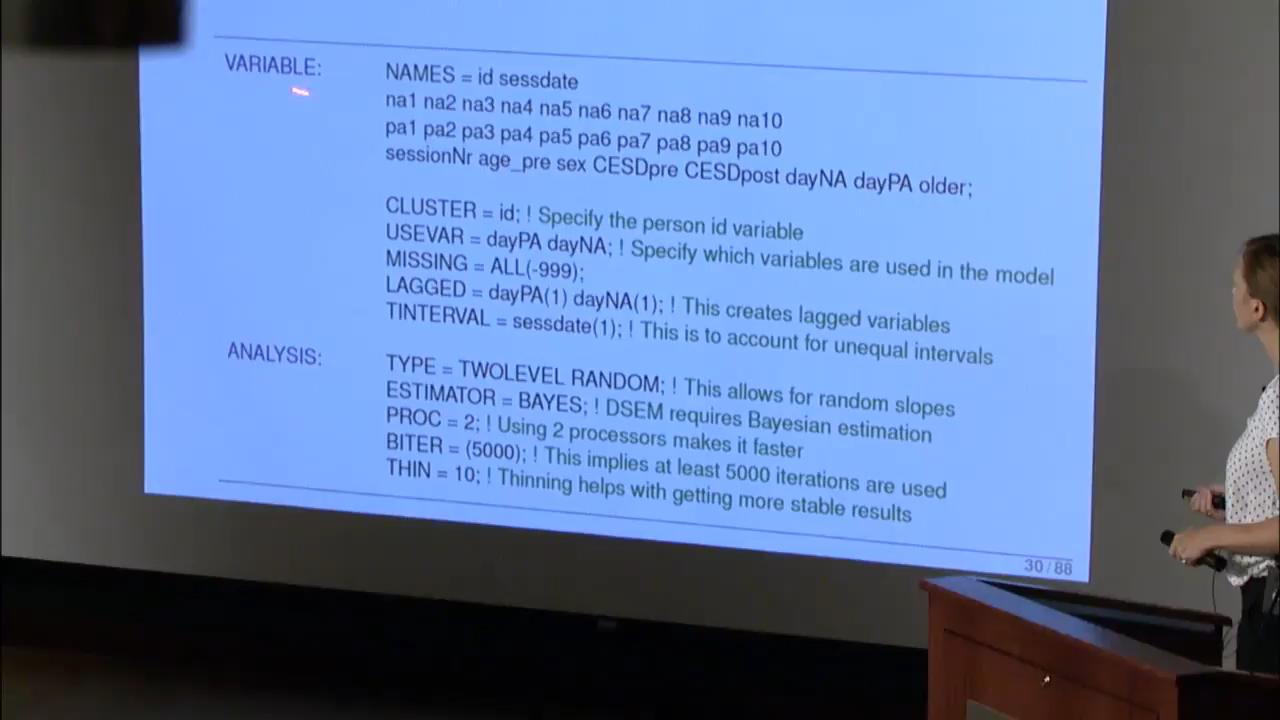 VARIABLE: NAMES = id sessdate
na1 na2 na3 na4 na5 na6 na7 na8 na9 na10
pa1 pa2 pa3 pa4 pa5 pa6 pa7 pa8 pa9 pa10
sessionNr age_pre sex CESDpre CESDpost dayNA dayPA older;
CLUSTER = id; ! Specify the person id variable
USEVAR = dayPA dayNA; ! Specify which variables are used in the model
MISSING = ALL(-999);
LAGGED = dayPA(1) dayNA(1); ! This creates lagged variables
TINTERVAL = sessdate(1); ! This is to account for unequal intervals
ANALYSIS: TYPE = TWOLEVEL RANDOM; ! This allows for random slopes
ESTIMATOR = BAYES; ! DSEM requires Bayesian estimation
PROC = 2; ! Using 2 processors makes it faster
BITER = (5000); ! This implies at least 5000 iterations are used
THIN = 10; ! Thinning helps with getting more stable results
30 / 88